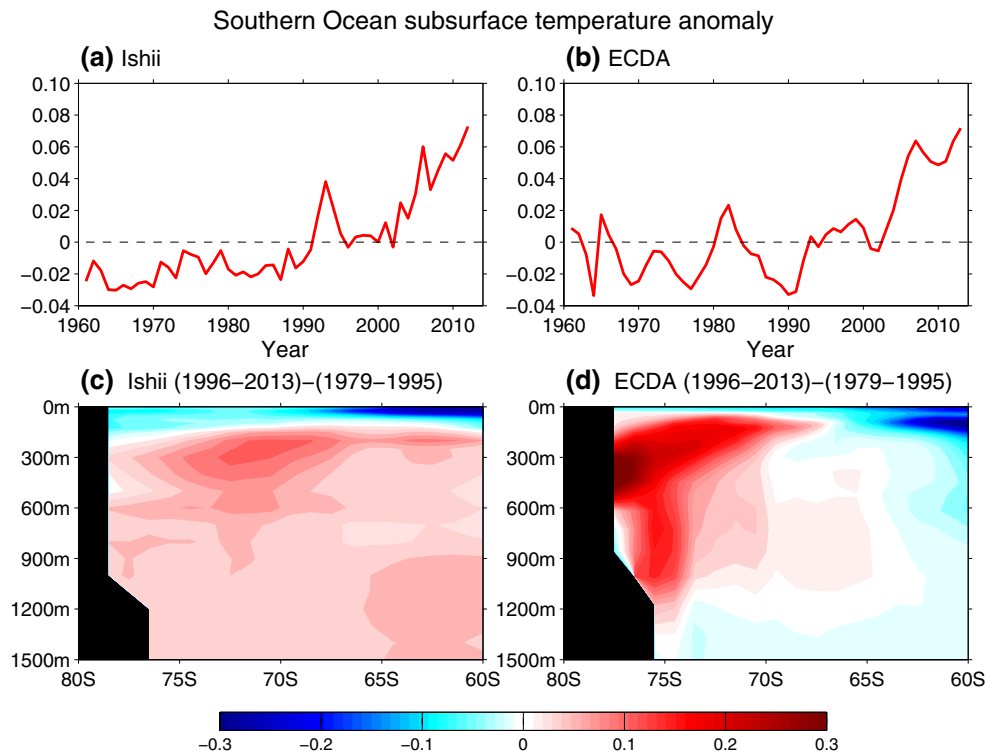 Southern Ocean subsurface temperature anomaly
(a) Ishii
(b) ECDA
0.10
0.08
0.06
0.04
0.02
0
−0.02
−0.04
1960 1970 1980 1990 2000 2010
Year
0.10
0.08
0.06
0.04
0.02
0
−0.02
−0.04
1960 1970 1980 1990 2000 2010
Year
(c) Ishii (1996−2013)−(1979−1995)
(d) ECDA (1996−2013)−(1979−1995)
0m
300m
600m
900m
1200m
1500m
80S 75S 70S 65S 60S
0m
300m
600m
900m
1200m
1500m
80S 75S 70S 65S 60S
−0.3 −0.2 −0.1 0 0.1 0.2 0.3